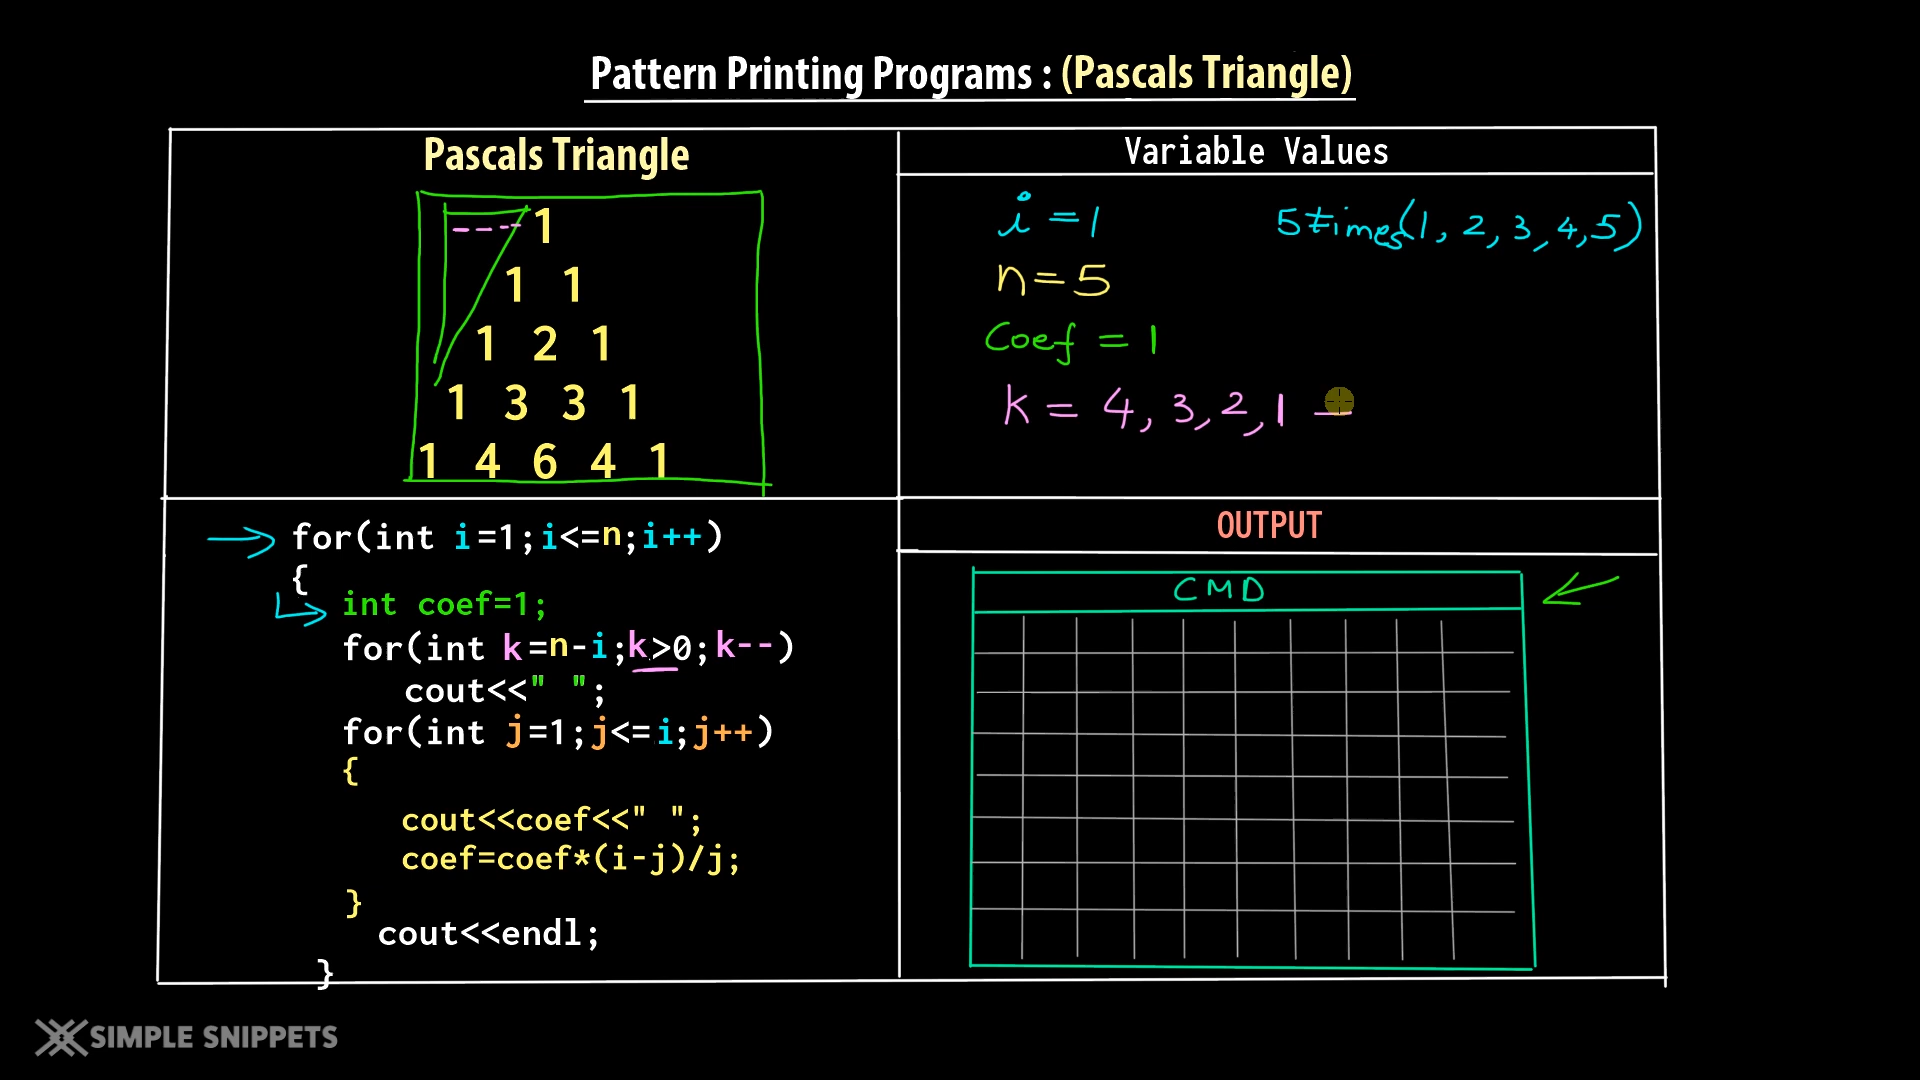 Pattern Printing Programs : (Pascals Triangle)
Pascals Triangle
1
1 1
1 2 1
1 3 3 1
1 4 6 4 1
Variable Values
i = 1 5times(1, 2, 3, 4, 5)
n = 5
Coef = 1
k = 4, 3, 2, 1 —
for(int i=1;i<=n;i++)
{
int coef=1;
for(int k=n-i;k>0;k--)
cout<<" ";
for(int j=1;j<=i;j++)
{
cout<<coef<<" ";
coef=coef*(i-j)/j;
}
cout<<endl;
}
OUTPUT
CMD
SIMPLE SNIPPETS